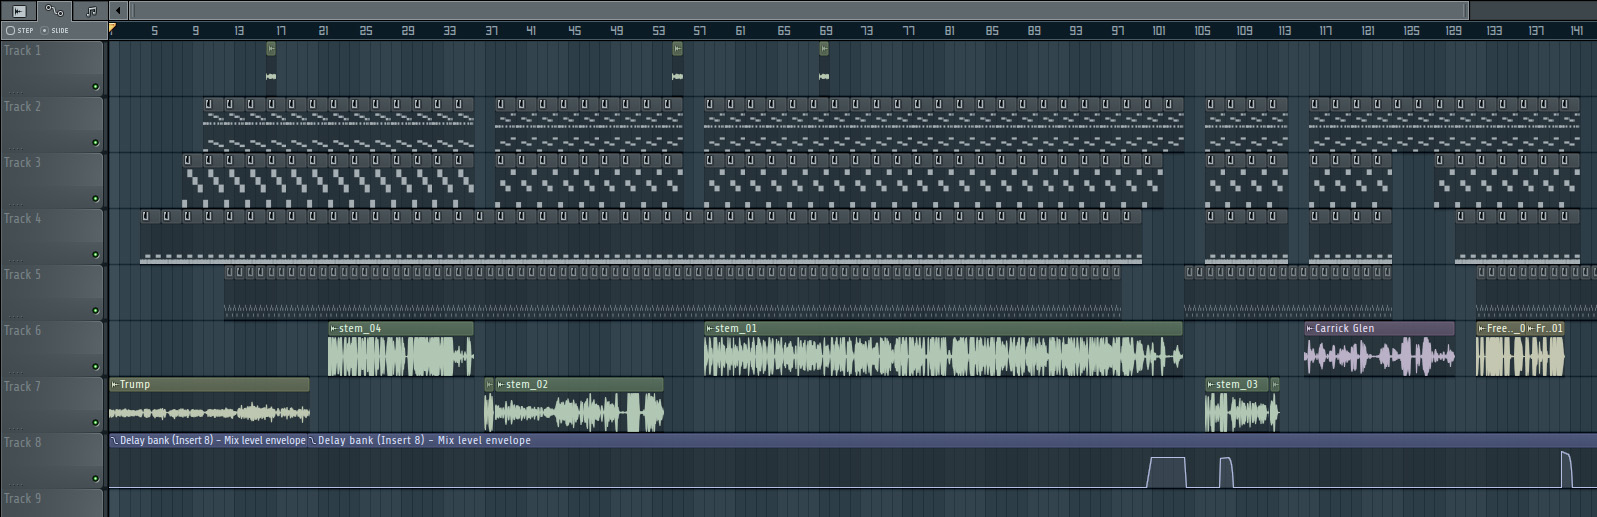 STEP SLIDE
5 9 13 17 21 25 29 33 37 41 45 49 53 57 61 65 69 73 77 81 85 89 93 97 101 105 109 113 117 121 125 129 133 137 141
Track 1
Track 2
Track 3
Track 4
Track 5
Track 6
stem_04 stem_01 Carrick Glen Free.._0 Fr..01
Track 7
Trump stem_02 stem_03
Track 8
Delay bank (Insert 8) - Mix level envelope Delay bank (Insert 8) - Mix level envelope
Track 9